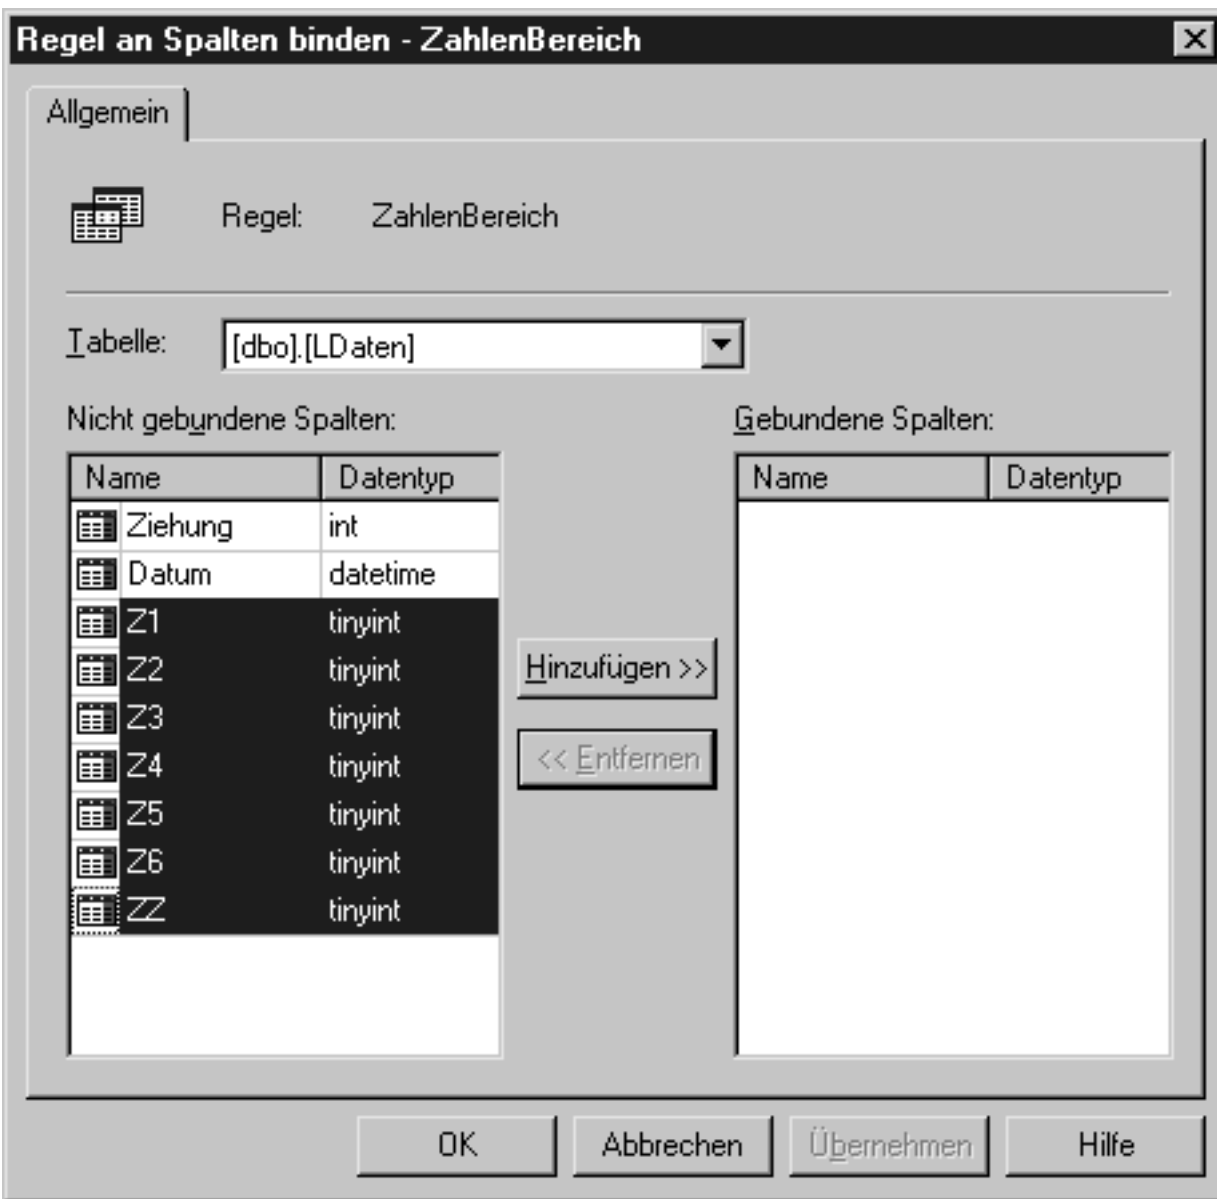 Regel an Spalten binden - ZahlenBereich
Allgemein
Regel: ZahlenBereich
Tabelle: [dbo].[LDaten]
Nicht gebundene Spalten: Gebundene Spalten:
Name Datentyp Name Datentyp
Ziehung int
Datum datetime
Z1 tinyint
Z2 tinyint
Hinzufügen >>
Z3 tinyint
Z4 tinyint
<< Entfernen
Z5 tinyint
Z6 tinyint
ZZ tinyint
OK Abbrechen Übernehmen Hilfe